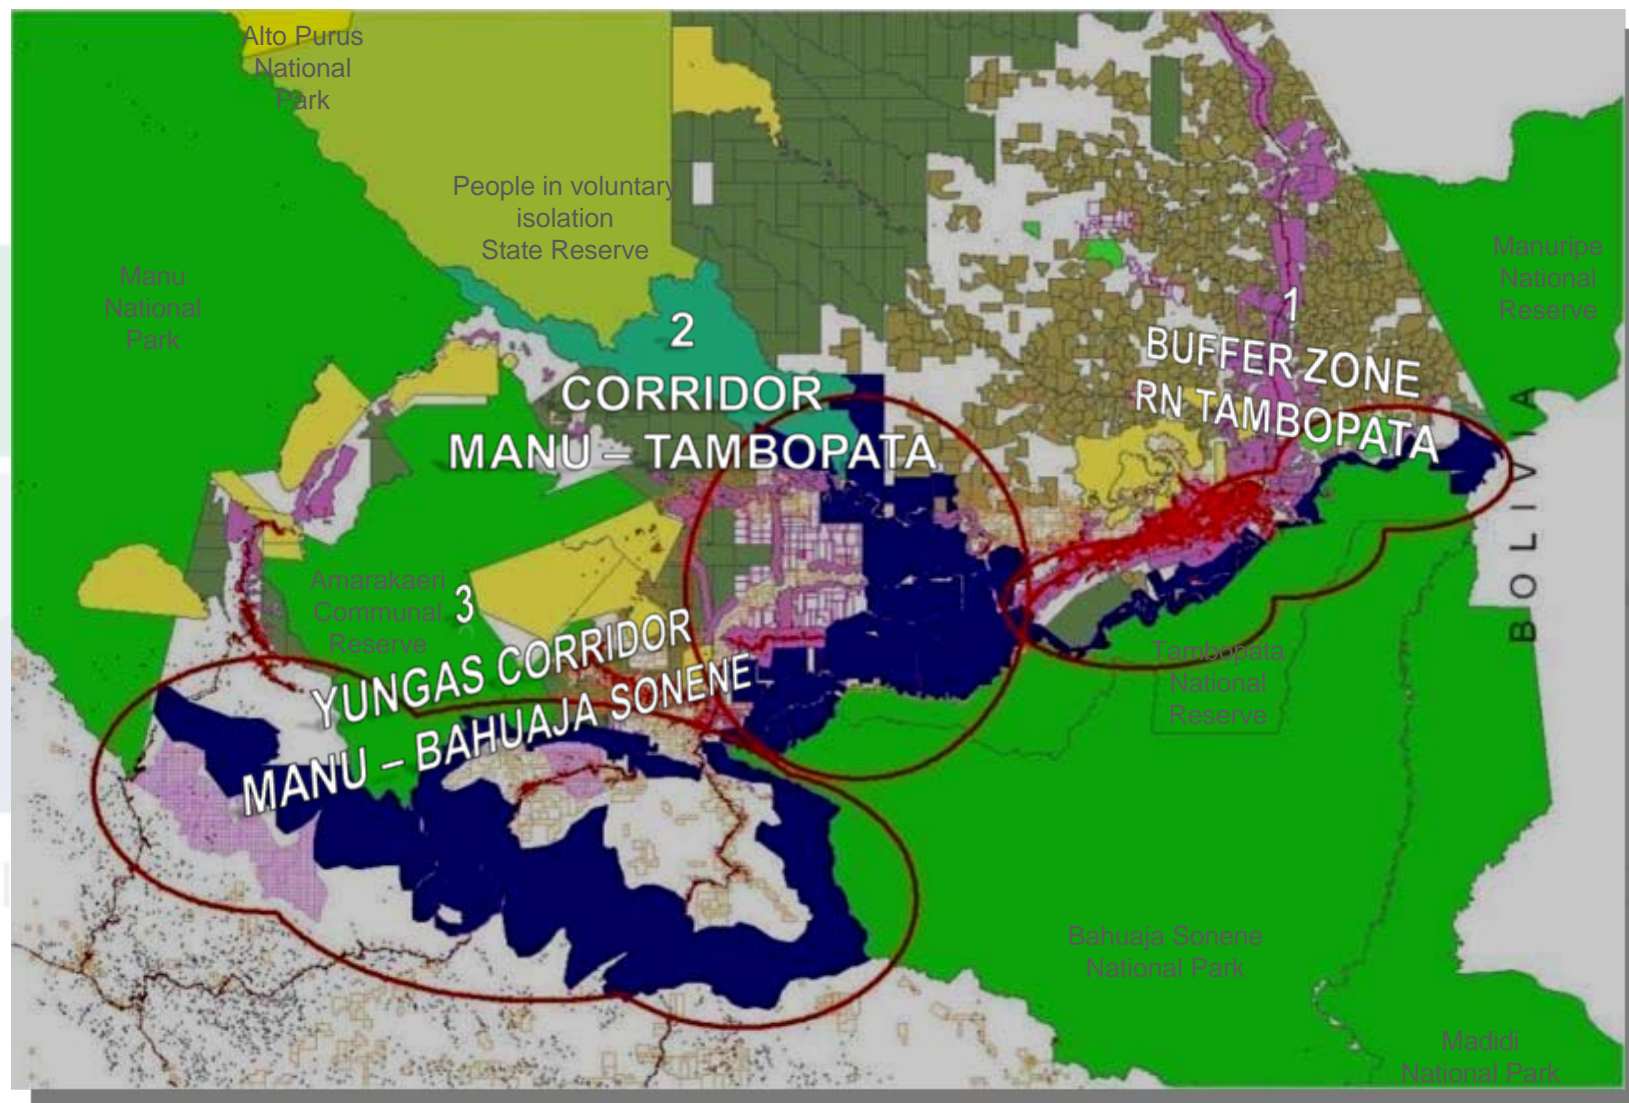 Alto Purus
National
Park
People in voluntary
isolation
State Reserve
Manu
National
Park
Manuripe
National
Reserve
1
BUFFER ZONE
RN TAMBOPATA
2
CORRIDOR
MANU – TAMBOPATA
BOLIVIA
Amarakaeri
Communal
Reserve
3
YUNGAS CORRIDOR
MANU – BAHUAJA SONENE
Tambopata
National
Reserve
Bahuaja Sonene
National Park
Madidi
National Park